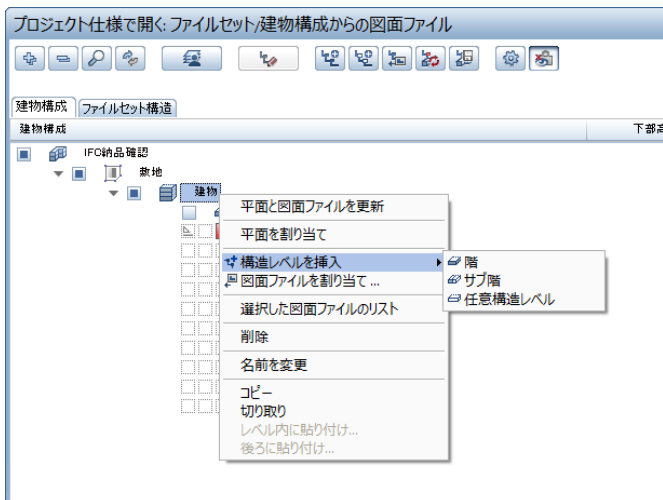 プロジェクト仕様で開く: ファイルセット/建物構成からの図面ファイル
建物構成
ファイルセット構造
建物構成
下部高
IFC納品確認
敷地
建物
平面と図面ファイルを更新
平面を割り当て
構造レベルを挿入
図面ファイルを割り当て ...
選択した図面ファイルのリスト
削除
名前を変更
コピー
切り取り
レベル内に貼り付け...
後ろに貼り付け...
階
サブ階
任意構造レベル